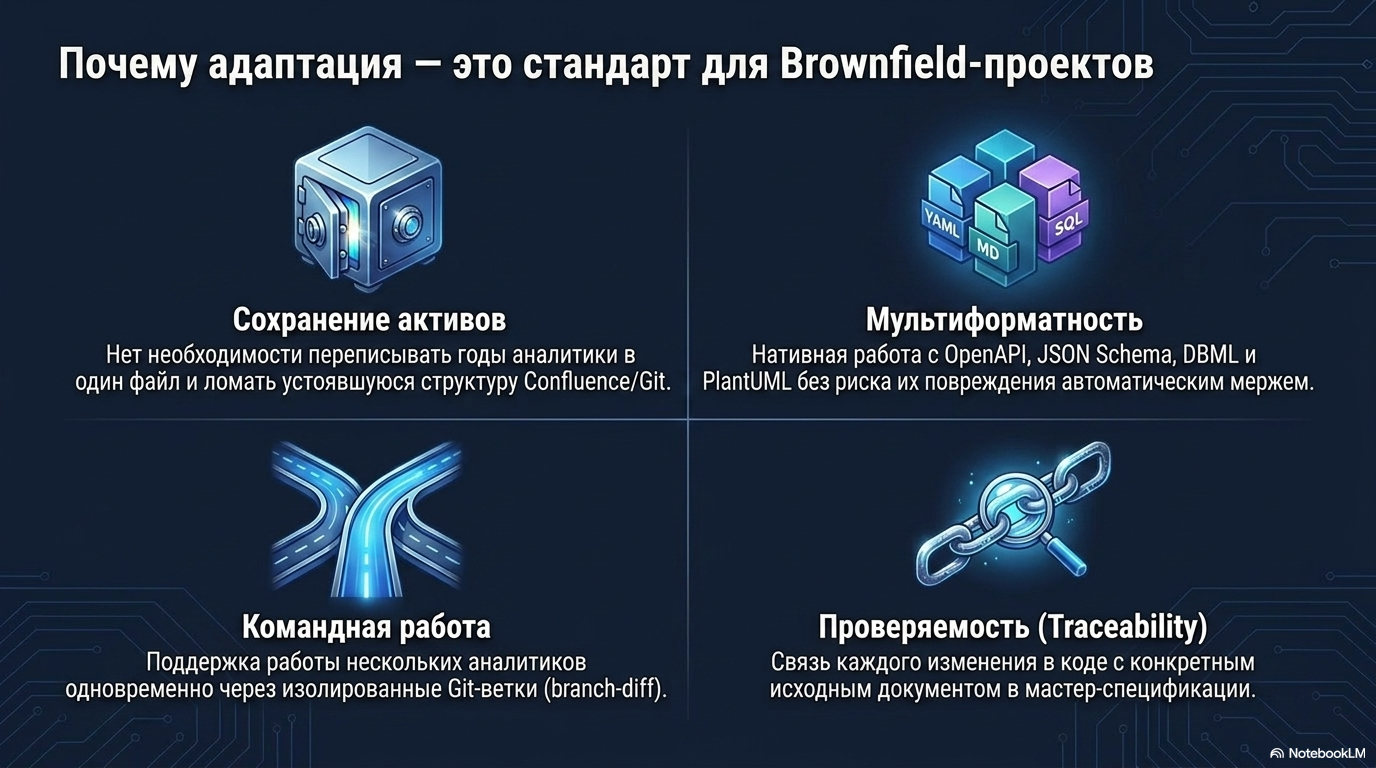 Почему адаптация — это стандарт для Brownfield-проектов
Сохранение активов
Нет необходимости переписывать годы аналитики в
один файл и ломать устоявшуюся структуру Confluence/Git.
YAML
MD
SQL
Мультиформатность
Нативная работа с OpenAPI, JSON Schema, DBML и
PlantUML без риска их повреждения автоматическим мержем.
Командная работа
Поддержка работы нескольких аналитиков
одновременно через изолированные Git-ветки (branch-diff).
Проверяемость (Traceability)
Связь каждого изменения в коде с конкретным
исходным документом в мастер-спецификации.
NotebookLM